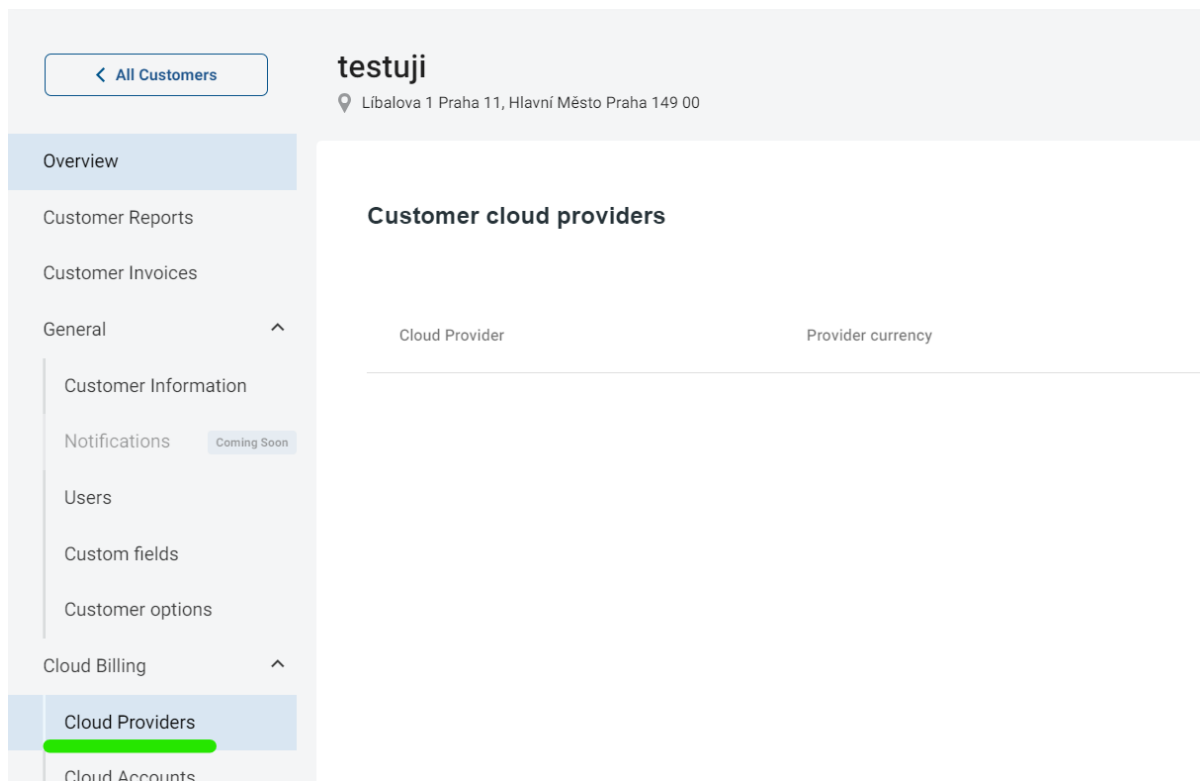 All Customers
testuji
Líbalova 1 Praha 11, Hlavní Město Praha 149 00
Overview
Customer Reports
Customer Invoices
General
Customer Information
Notifications Coming Soon
Users
Custom fields
Customer options
Cloud Billing
Cloud Providers
Cloud Accounts
Customer cloud providers
Cloud Provider Provider currency